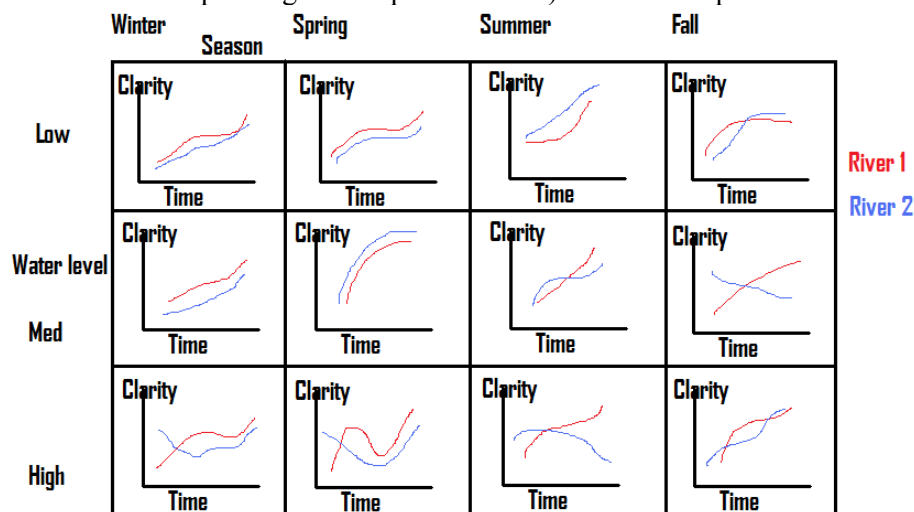 Winter Spring Summer Fall
Season
Clarity Clarity Clarity Clarity
Low
River 1
Time Time Time Time
River 2
Clarity Clarity Clarity Clarity
Water level
Med
Time Time Time Time
Clarity Clarity Clarity Clarity
High
Time Time Time Time